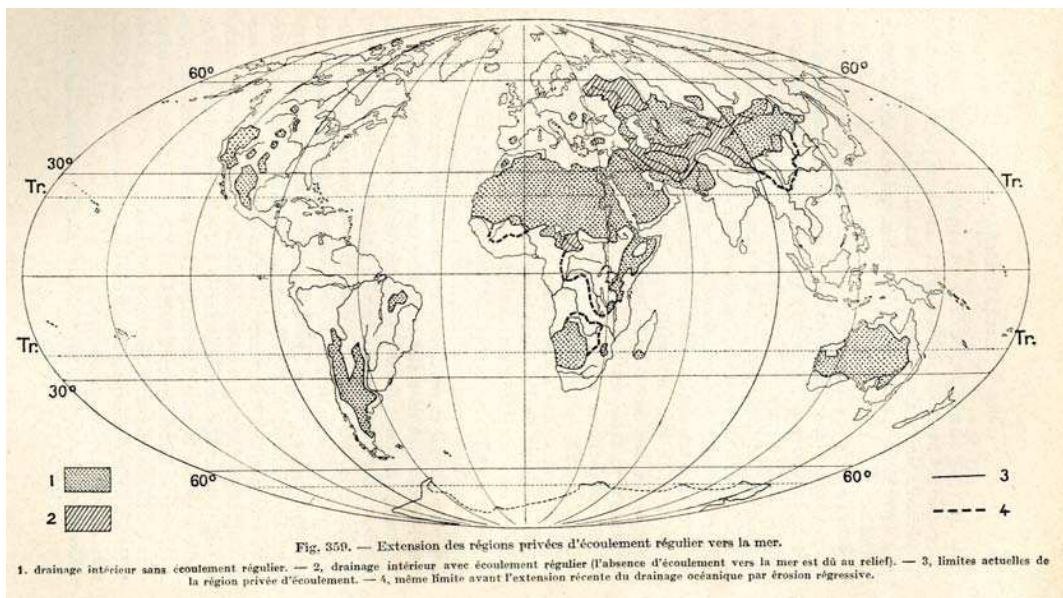 60°
60°
30°
Tr.
Tr.
Tr.
Tr.
30°
1
60°
60°
3
2
4
Fig. 359. — Extension des régions privées d'écoulement régulier vers la mer.
1. drainage intérieur sans écoulement régulier. — 2, drainage intérieur avec écoulement régulier (l'absence d'écoulement vers la mer est dû au relief). — 3, limites actuelles de
la région privée d'écoulement. — 4, même limite avant l'extension récente du drainage océanique par érosion régressive.